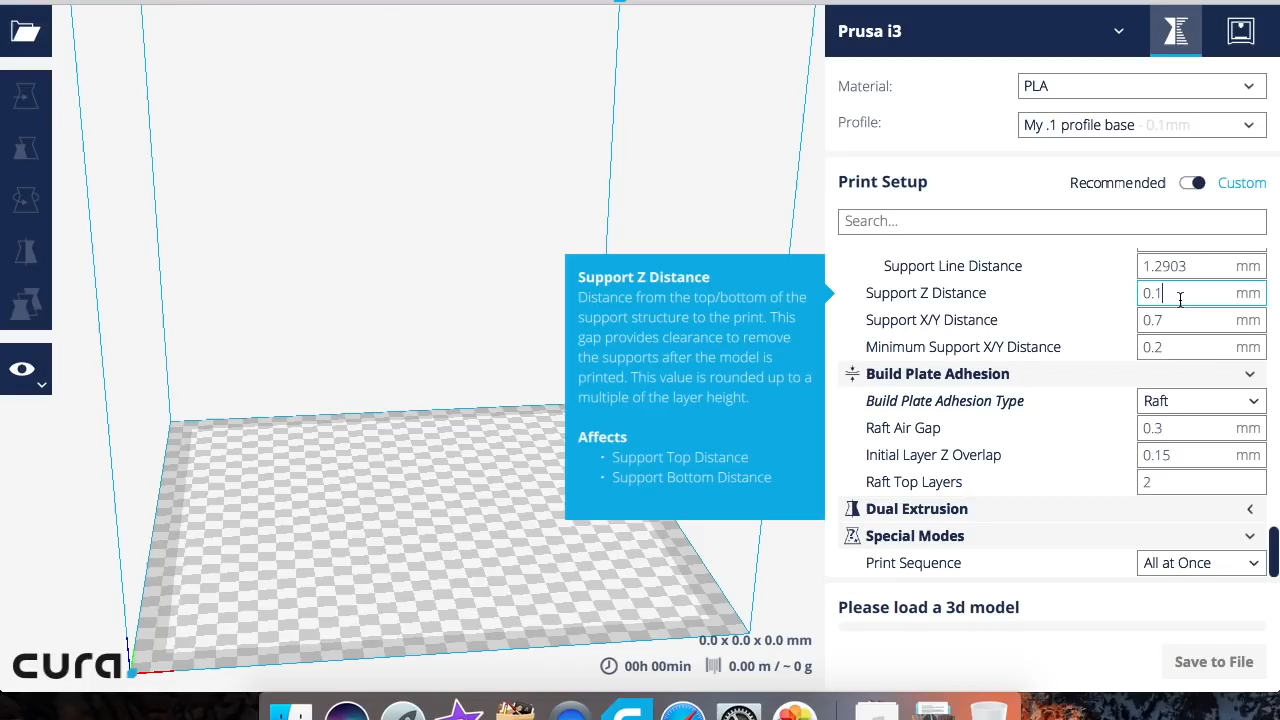 Prusa i3
Material:
PLA
Profile:
My .1 profile base - 0.1mm
Print Setup
Recommended
Custom
Search...
Support Line Distance
1.2903 mm
Support Z Distance
0.1 mm
Support X/Y Distance
0.7 mm
Minimum Support X/Y Distance
0.2 mm
Build Plate Adhesion
Build Plate Adhesion Type
Raft
Raft Air Gap
0.3 mm
Initial Layer Z Overlap
0.15 mm
Raft Top Layers
2
Dual Extrusion
Special Modes
Print Sequence
All at Once
Please load a 3d model
Save to File
Support Z Distance
Distance from the top/bottom of the
support structure to the print. This
gap provides clearance to remove
the supports after the model is
printed. This value is rounded up to a
multiple of the layer height.
Affects
· Support Top Distance
· Support Bottom Distance
0.0 x 0.0 x 0.0 mm
00h 00min
0.00 m / ~ 0 g
cura